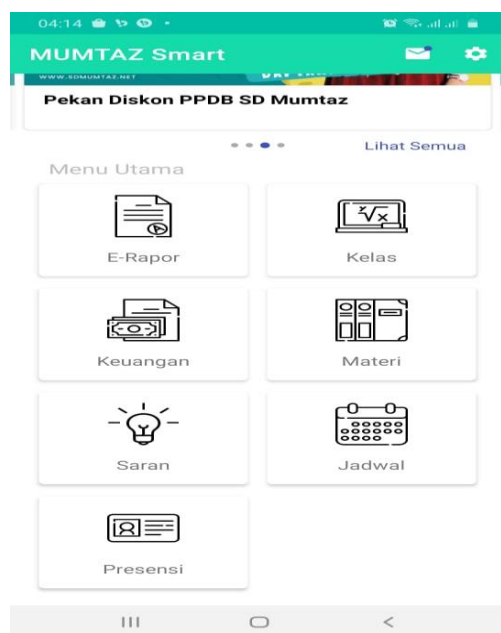 04:14
MUMTAZ Smart
WWW.SDMUMTAZ.NET
Pekan Diskon PPDB SD Mumtaz
Lihat Semua
Menu Utama
E-Rapor
Kelas
Keuangan
Materi
Saran
Jadwal
Presensi